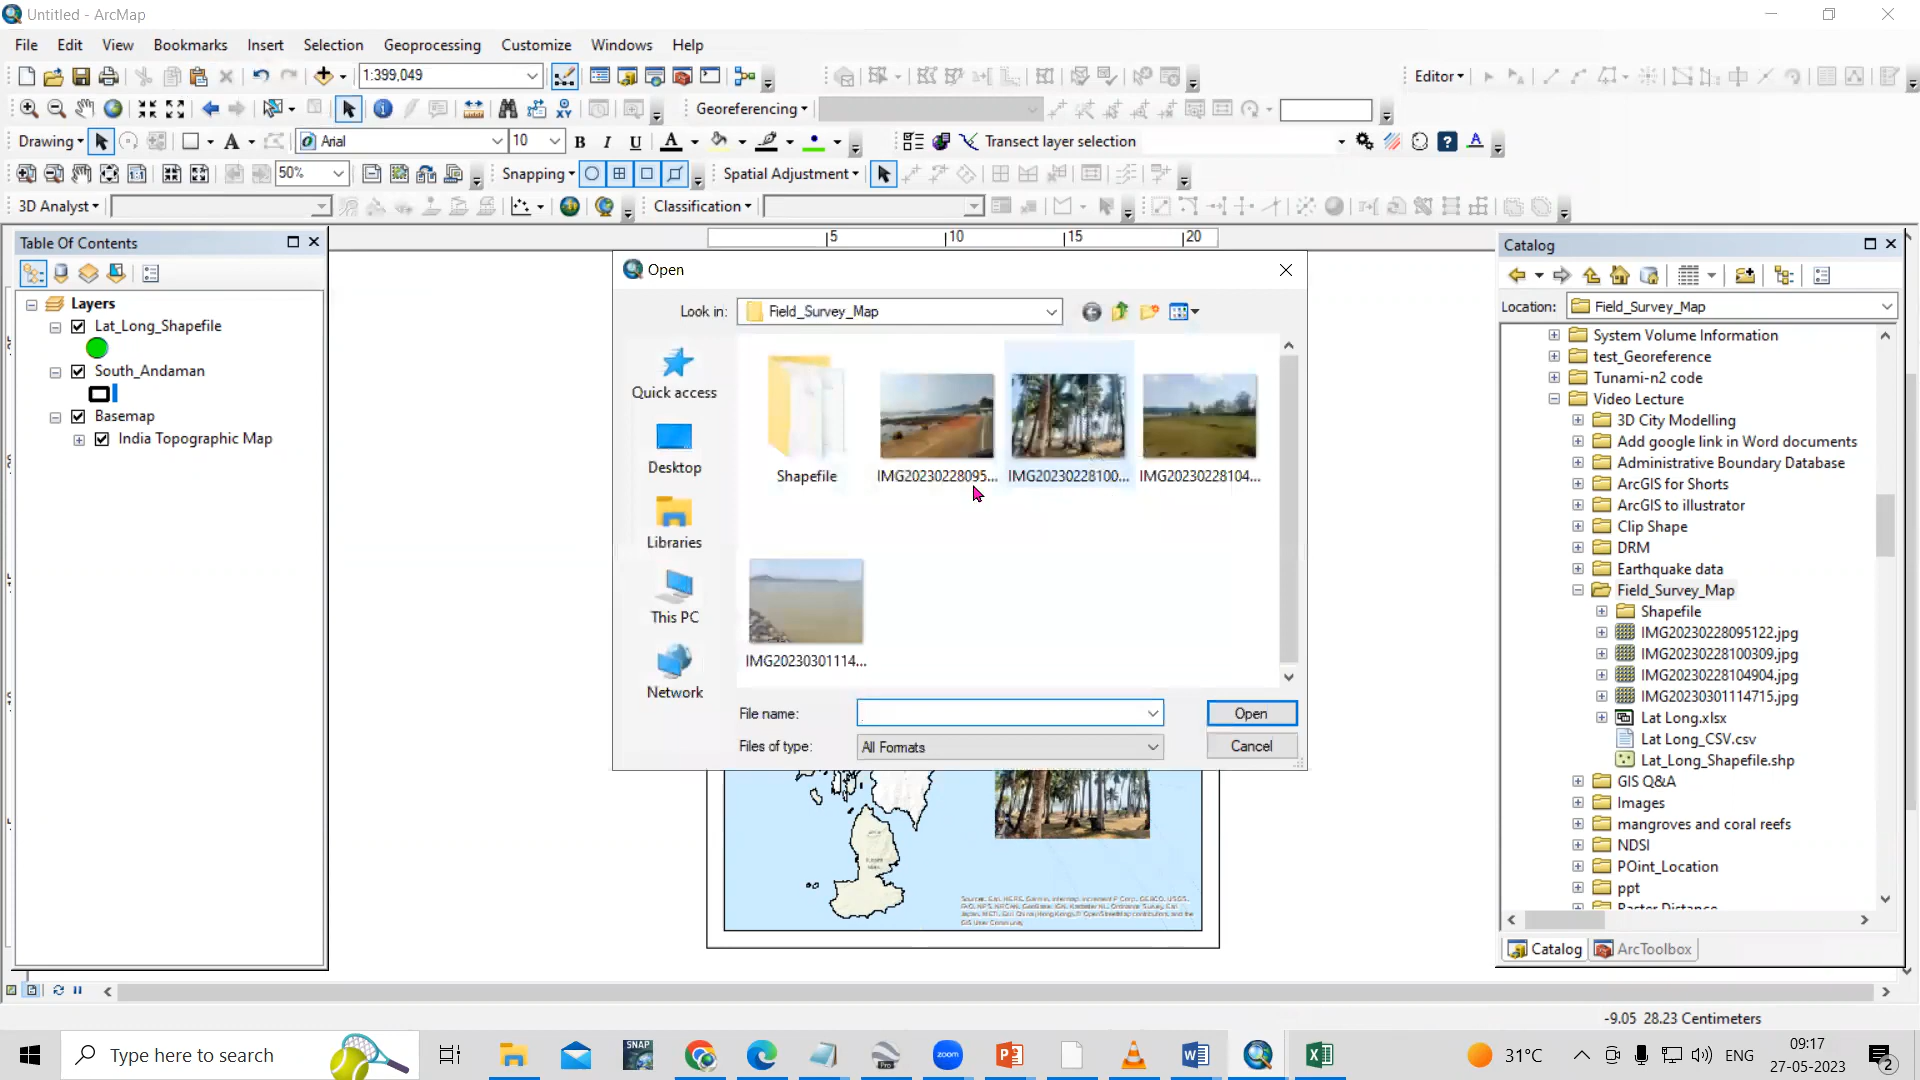 Untitled - ArcMap
File Edit View Bookmarks Insert Selection Geoprocessing Customize Windows Help
1:399,049
Editor
Georeferencing
Drawing A Arial 10 B I U A
Transect layer selection
50% Snapping Spatial Adjustment
3D Analyst Classification
Table Of Contents
Layers
Lat_Long_Shapefile
South_Andaman
Basemap
India Topographic Map
5 10 15 20
Open
Look in: Field_Survey_Map
Quick access
Desktop
Libraries
This PC
Network
Shapefile IMG20230228095... IMG20230228100... IMG20230228104...
IMG20230301114...
File name: Open
Files of type: All Formats Cancel
Catalog
Location: Field_Survey_Map
System Volume Information
test_Georeference
Tunami-n2 code
Video Lecture
3D City Modelling
Add google link in Word documents
Administrative Boundary Database
ArcGIS for Shorts
ArcGIS to illustrator
Clip Shape
DRM
Earthquake data
Field_Survey_Map
Shapefile
IMG20230228095122.jpg
IMG20230228100309.jpg
IMG20230228104904.jpg
IMG20230301114715.jpg
Lat Long.xlsx
Lat Long_CSV.csv
Lat_Long_Shapefile.shp
GIS Q&A
Images
mangroves and coral reefs
NDSI
POint_Location
ppt
Raster Distance
Catalog ArcToolbox
-9.05 28.23 Centimeters
Type here to search
SNAP
Pro
zoom
31°C
ENG
09:17
27-05-2023
2